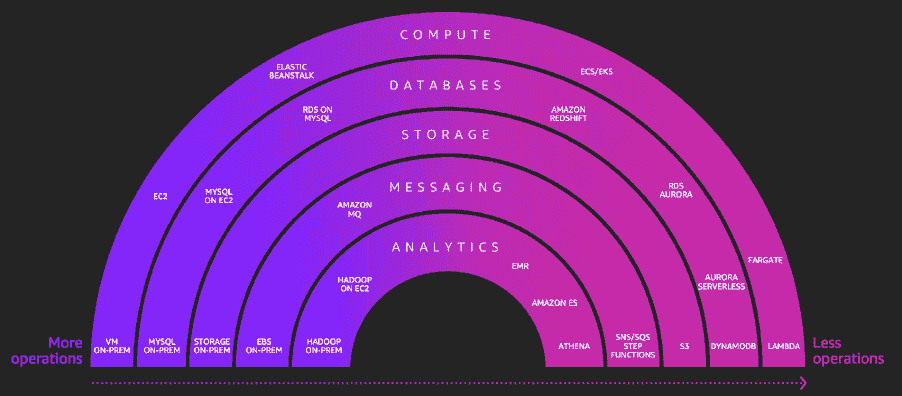 COMPUTE
ELASTIC
BEANSTALK
ECS/EKS
DATABASES
RDS ON
MYSQL
AMAZON
REDSHIFT
STORAGE
MESSAGING
EC2
MYSQL
ON EC2
RDS
AURORA
AMAZON
MQ
ANALYTICS
EMR
FARGATE
HADOOP
ON EC2
AURORA
SERVERLESS
AMAZON ES
More
operations
VM
ON-PREM
MYSQL
ON-PREM
STORAGE
ON-PREM
EBS
ON-PREM
HADOOP
ON-PREM
ATHENA
SNS/SQS
STEP
FUNCTIONS
S3
DYNAMODB
LAMBDA
Less
operations